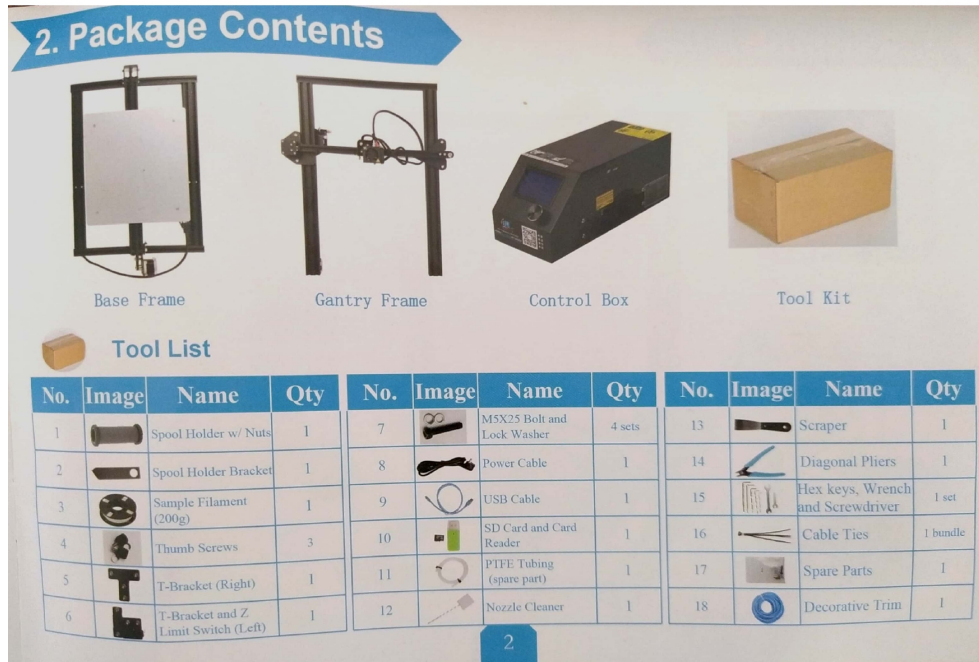 2. Package Contents
Base Frame
Gantry Frame
Control Box
Tool Kit
Tool List
No. Image Name Qty
1 Spool Holder w/ Nuts 1
2 Spool Holder Bracket 1
3 Sample Filament
(200g) 1
4 Thumb Screws 3
5 T-Bracket (Right) 1
6 T-Bracket and Z
Limit Switch (Left) 1
No. Image Name Qty
7 M5X25 Bolt and
Lock Washer 4 sets
8 Power Cable 1
9 USB Cable 1
10 SD Card and Card
Reader 1
11 PTFE Tubing
(spare part) 1
12 Nozzle Cleaner 1
No. Image Name Qty
13 Scraper 1
14 Diagonal Pliers 1
15 Hex keys, Wrench
and Screwdriver 1 set
16 Cable Ties 1 bundle
17 Spare Parts 1
18 Decorative Trim 1
2